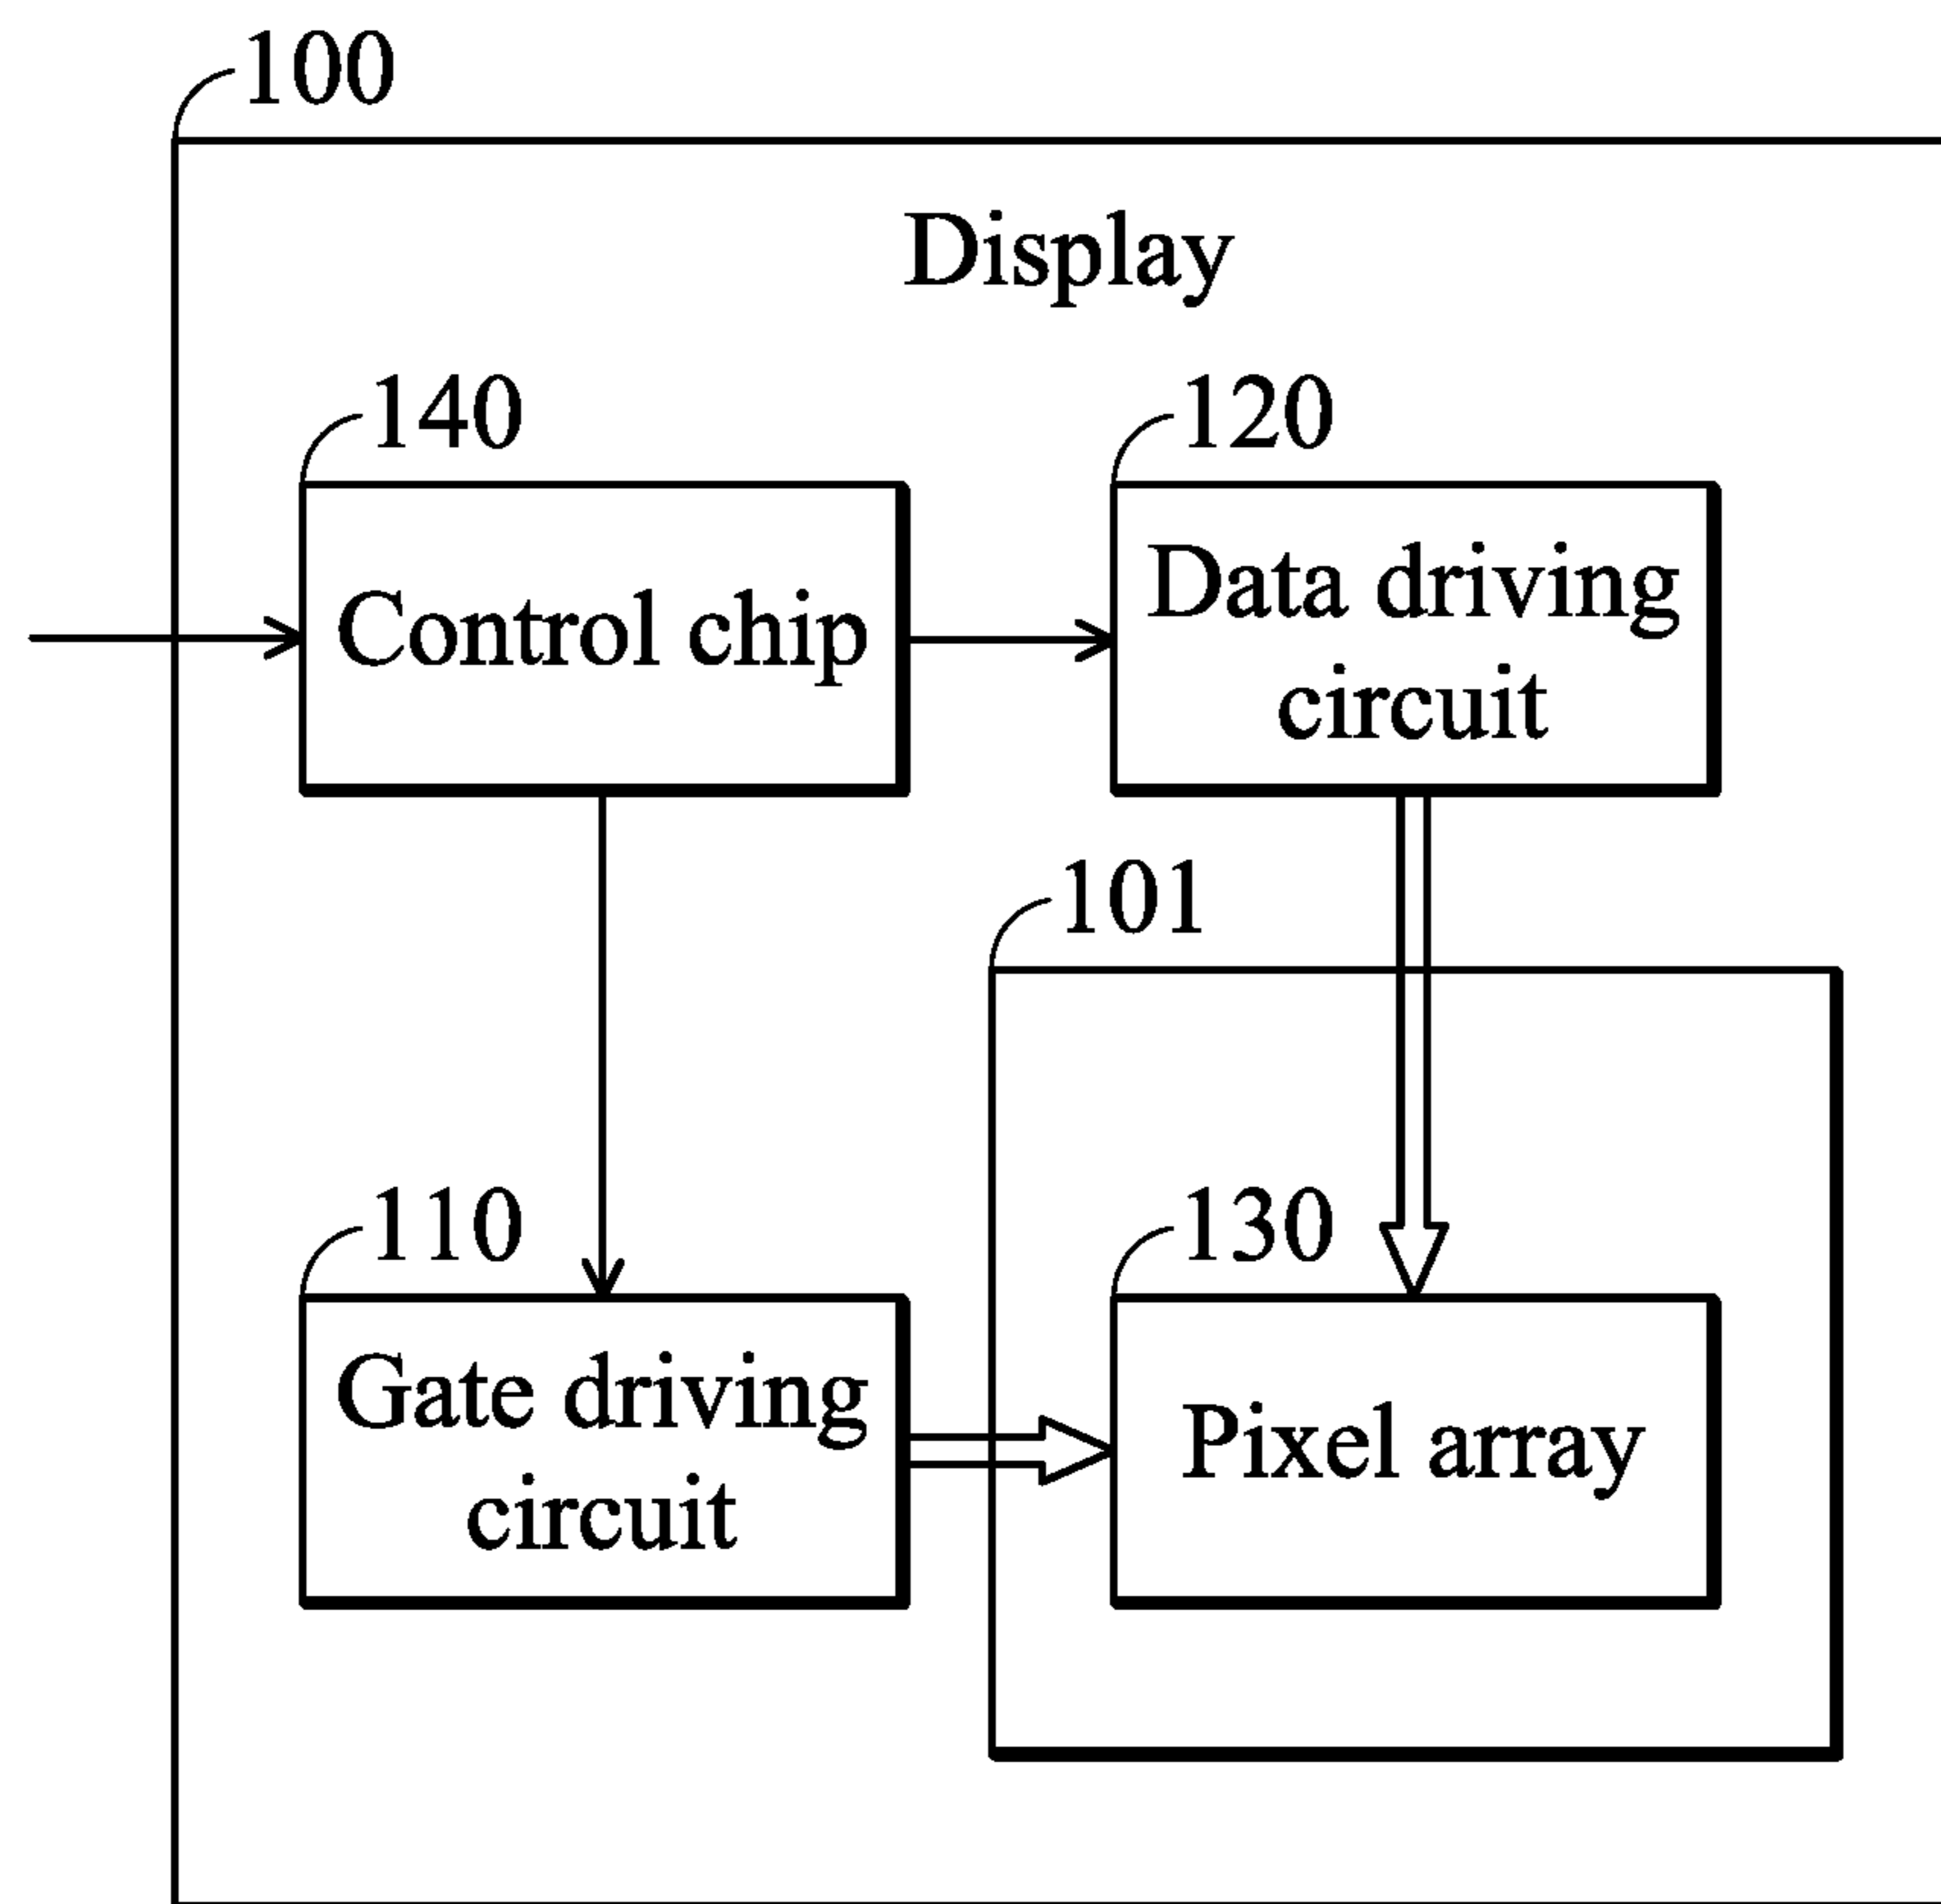 100
Display
140
Control chip
120
Data driving
circuit
101
110
Gate driving
circuit
130
Pixel array